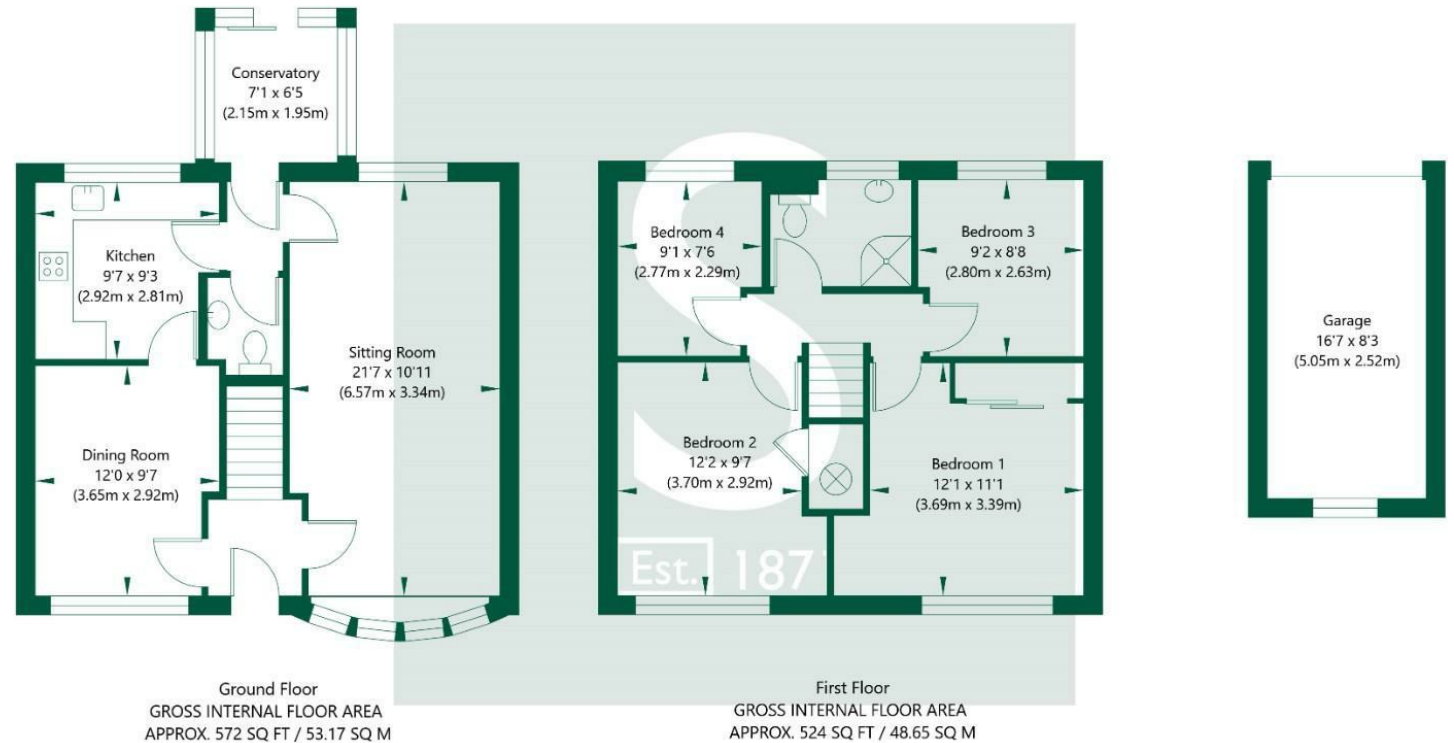 Conservatory
7'1 x 6'5
(2.15m x 1.95m)
Kitchen
9'7 x 9'3
(2.92m x 2.81m)
Sitting Room
21'7 x 10'11
(6.57m x 3.34m)
Dining Room
12'0 x 9'7
(3.65m x 2.92m)
Ground Floor
GROSS INTERNAL FLOOR AREA
APPROX. 572 SQ FT / 53.17 SQ M
Bedroom 4
9'1 x 7'6
(2.77m x 2.29m)
Bedroom 3
9'2 x 8'8
(2.80m x 2.63m)
Bedroom 2
12'2 x 9'7
(3.70m x 2.92m)
Bedroom 1
12'1 x 11'1
(3.69m x 3.39m)
S
Est. 187
First Floor
GROSS INTERNAL FLOOR AREA
APPROX. 524 SQ FT / 48.65 SQ M
Garage
16'7 x 8'3
(5.05m x 2.52m)